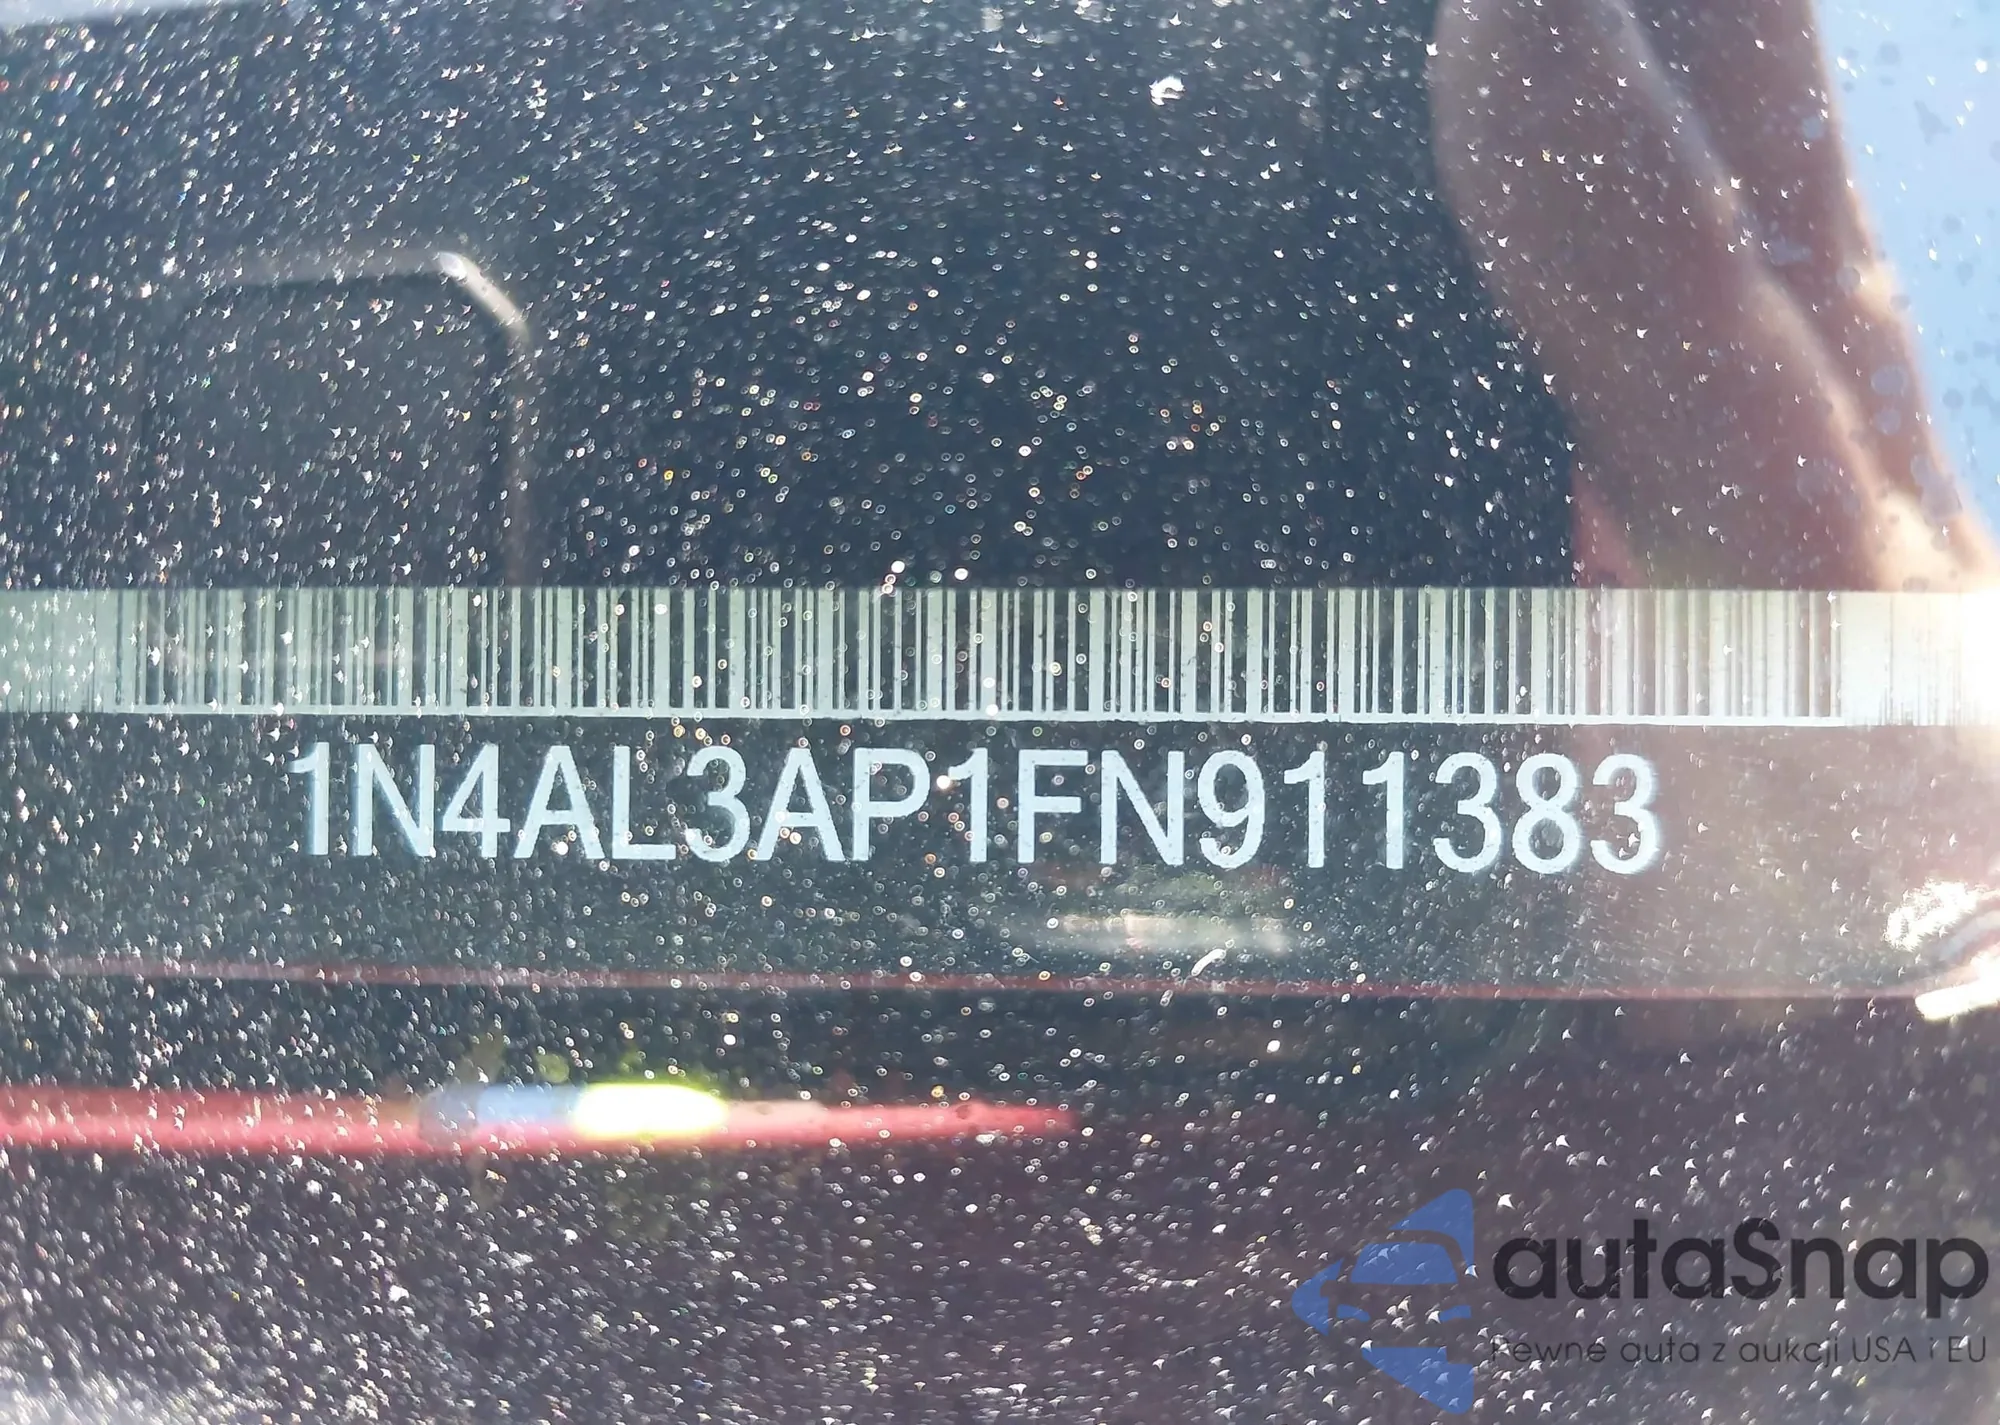 1N4AL3AP1FN911383
autaSnap
Pewne auta z aukcji USA i EU